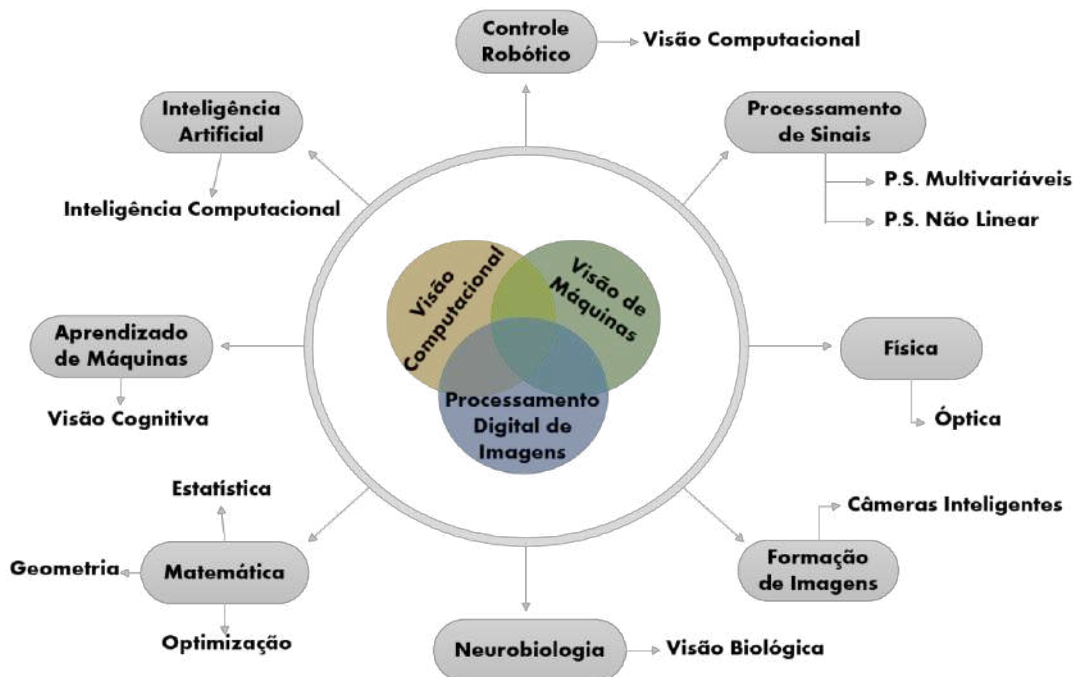 Controle
Robótico
Visão Computacional
Inteligência
Artificial
Inteligência Computacional
Processamento
de Sinais
P.S. Multivariáveis
P.S. Não Linear
Visão
Computacional
Visão de
Máquinas
Processamento
Digital de
Imagens
Aprendizado
de Máquinas
Visão Cognitiva
Física
Óptica
Estatística
Geometria
Matemática
Optimização
Câmeras Inteligentes
Formação
de Imagens
Neurobiologia
Visão Biológica